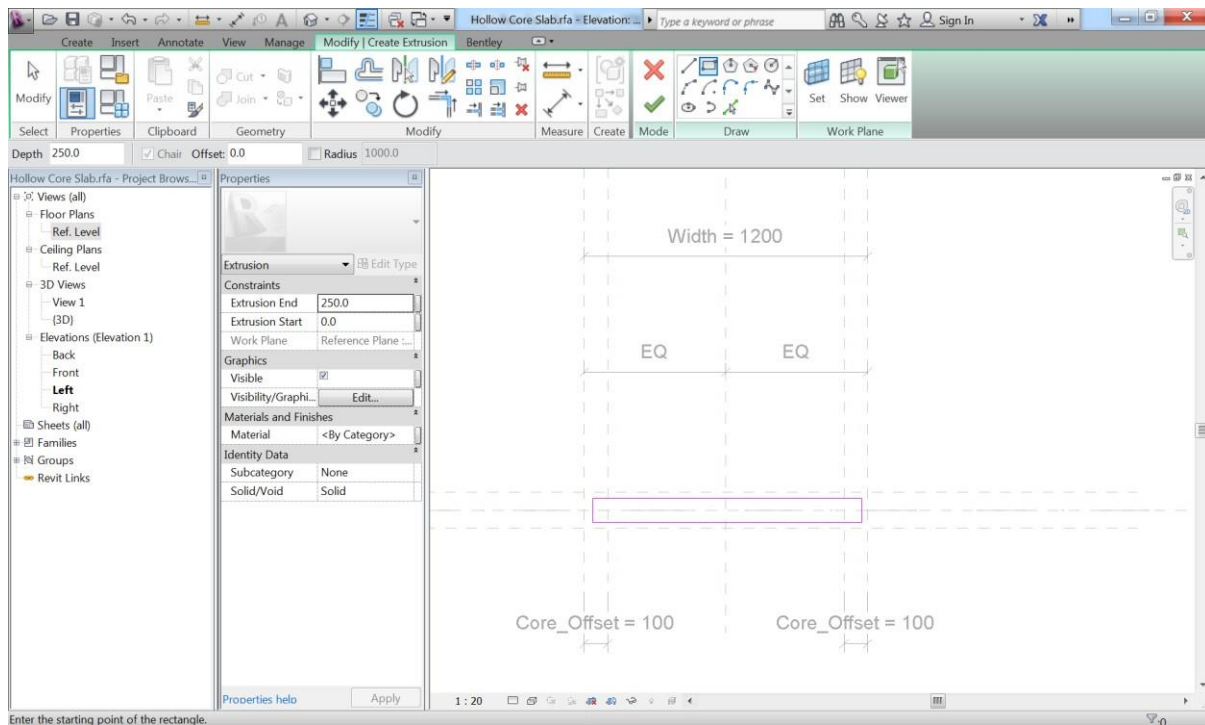 Hollow Core Slab.rfa - Elevation: ...
Type a keyword or phrase
Sign In
Create Insert Annotate View Manage Modify | Create Extrusion Bentley
Modify
Paste
Cut
Join
Set Show Viewer
Select Properties Clipboard Geometry Modify Measure Create Mode Draw Work Plane
Depth 250.0 Chain Offset: 0.0 Radius 1000.0
Hollow Core Slab.rfa - Project Brows...
Views (all)
Floor Plans
Ref. Level
Ceiling Plans
Ref. Level
3D Views
View 1
{3D}
Elevations (Elevation 1)
Back
Front
Left
Right
Sheets (all)
Families
Groups
Revit Links
Properties
Extrusion Edit Type
Constraints
Extrusion End 250.0
Extrusion Start 0.0
Work Plane Reference Plane :...
Graphics
Visible
Visibility/Graphi... Edit...
Materials and Finishes
Material <By Category>
Identity Data
Subcategory None
Solid/Void Solid
Properties help Apply
Width = 1200
EQ EQ
Core_Offset = 100 Core_Offset = 100
1 : 20
Enter the starting point of the rectangle.
:0